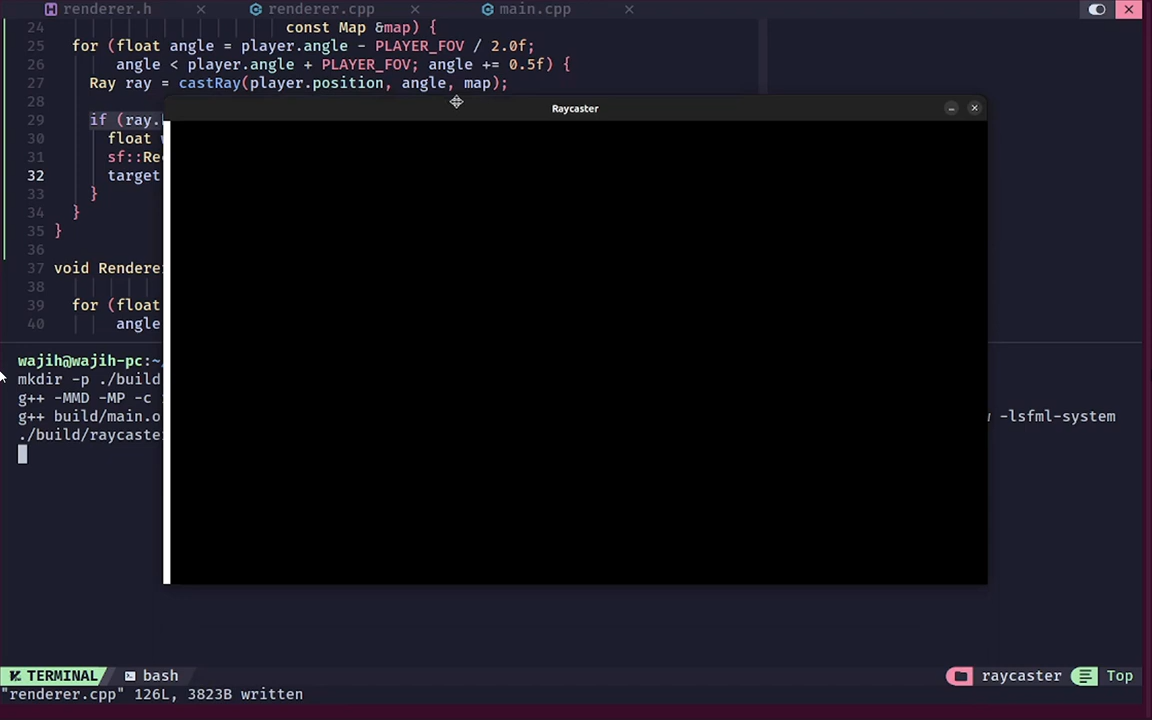 renderer.h × renderer.cpp × main.cpp ×
24 const Map &map) {
25 for (float angle = player.angle - PLAYER_FOV / 2.0f;
26 angle < player.angle + PLAYER_FOV; angle += 0.5f) {
27 Ray ray = castRay(player.position, angle, map);
28
Raycaster
29 if (ray.
30 float
31 sf::Re
32 target
33 }
34 }
35 }
36
37 void Rendere
38
39 for (float
40 angle
wajih@wajih-pc:~
mkdir -p ./build
g++ -MMD -MP -c
g++ build/main.o -lsfml-system
./build/raycaste
TERMINAL bash raycaster Top
"renderer.cpp" 126L, 3823B written